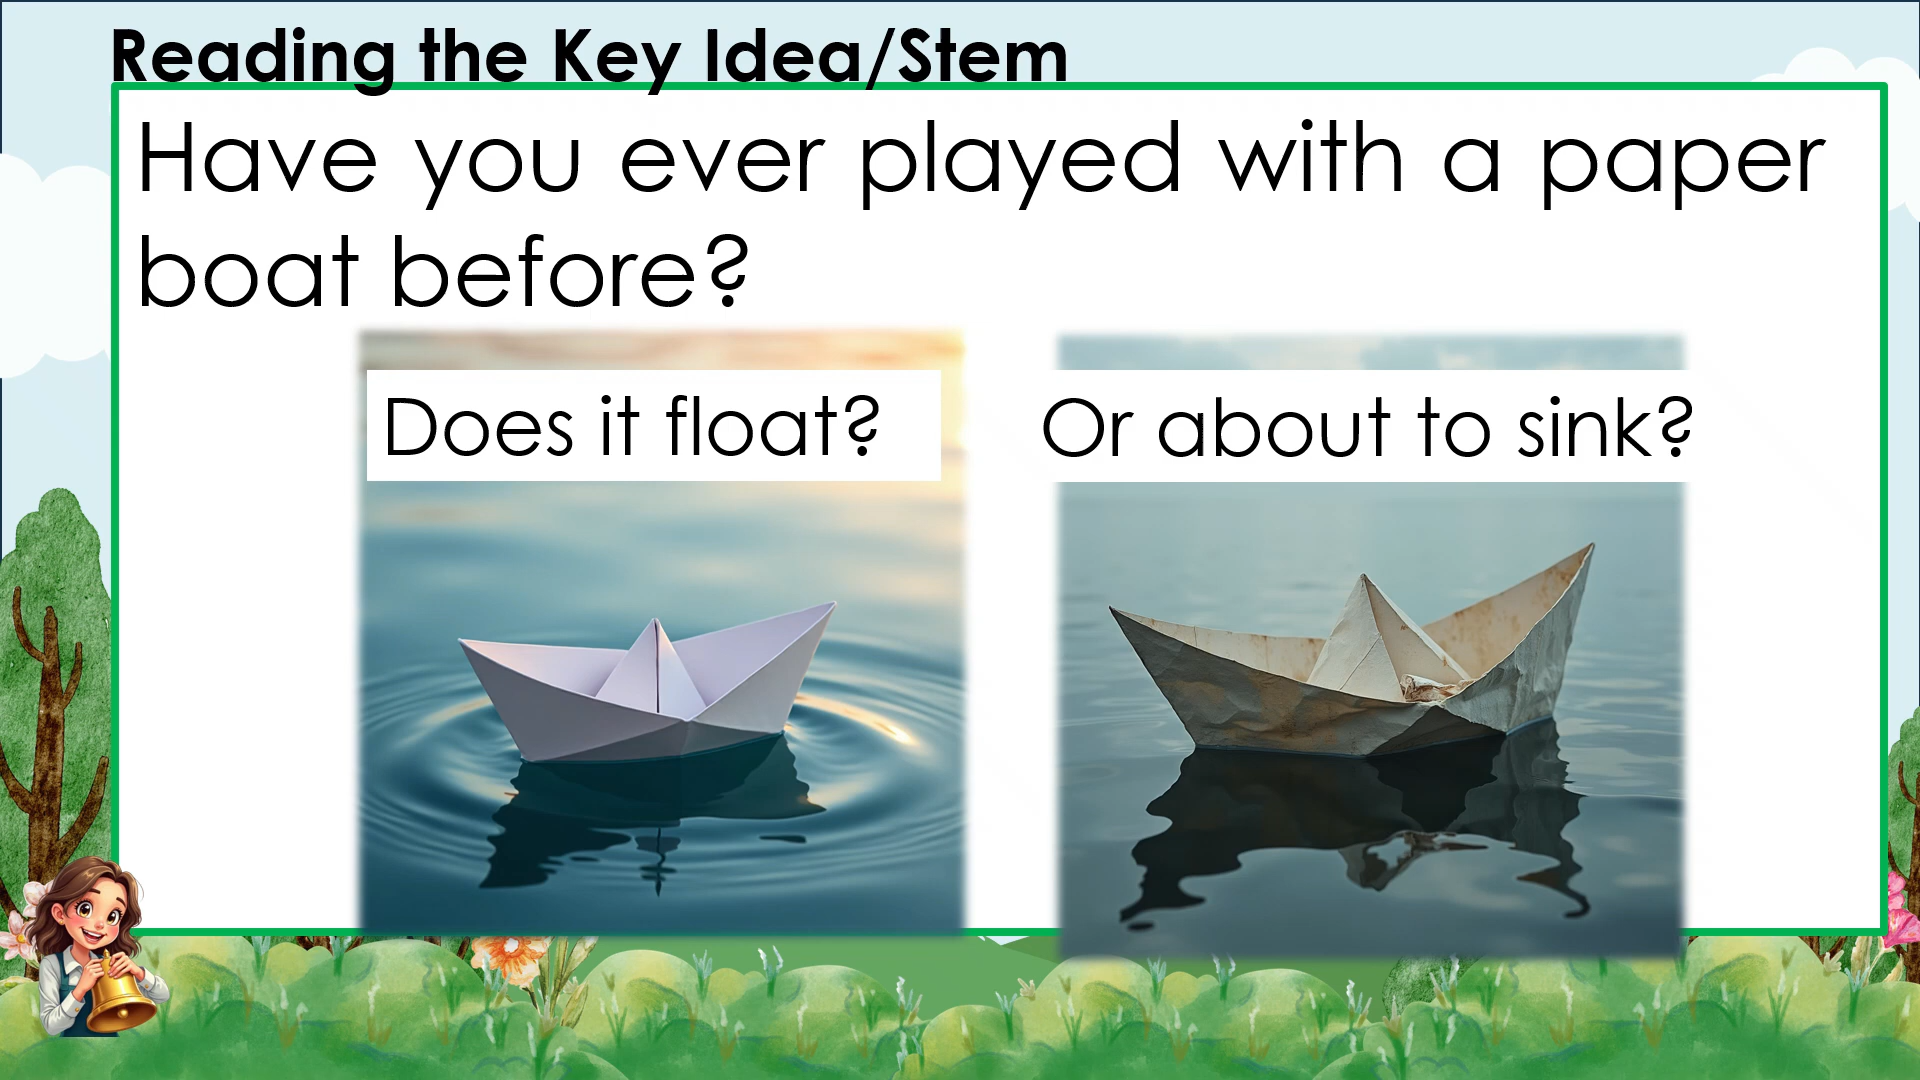 Reading the Key Idea/Stem
Have you ever played with a paper
boat before?
Does it float?
Or about to sink?